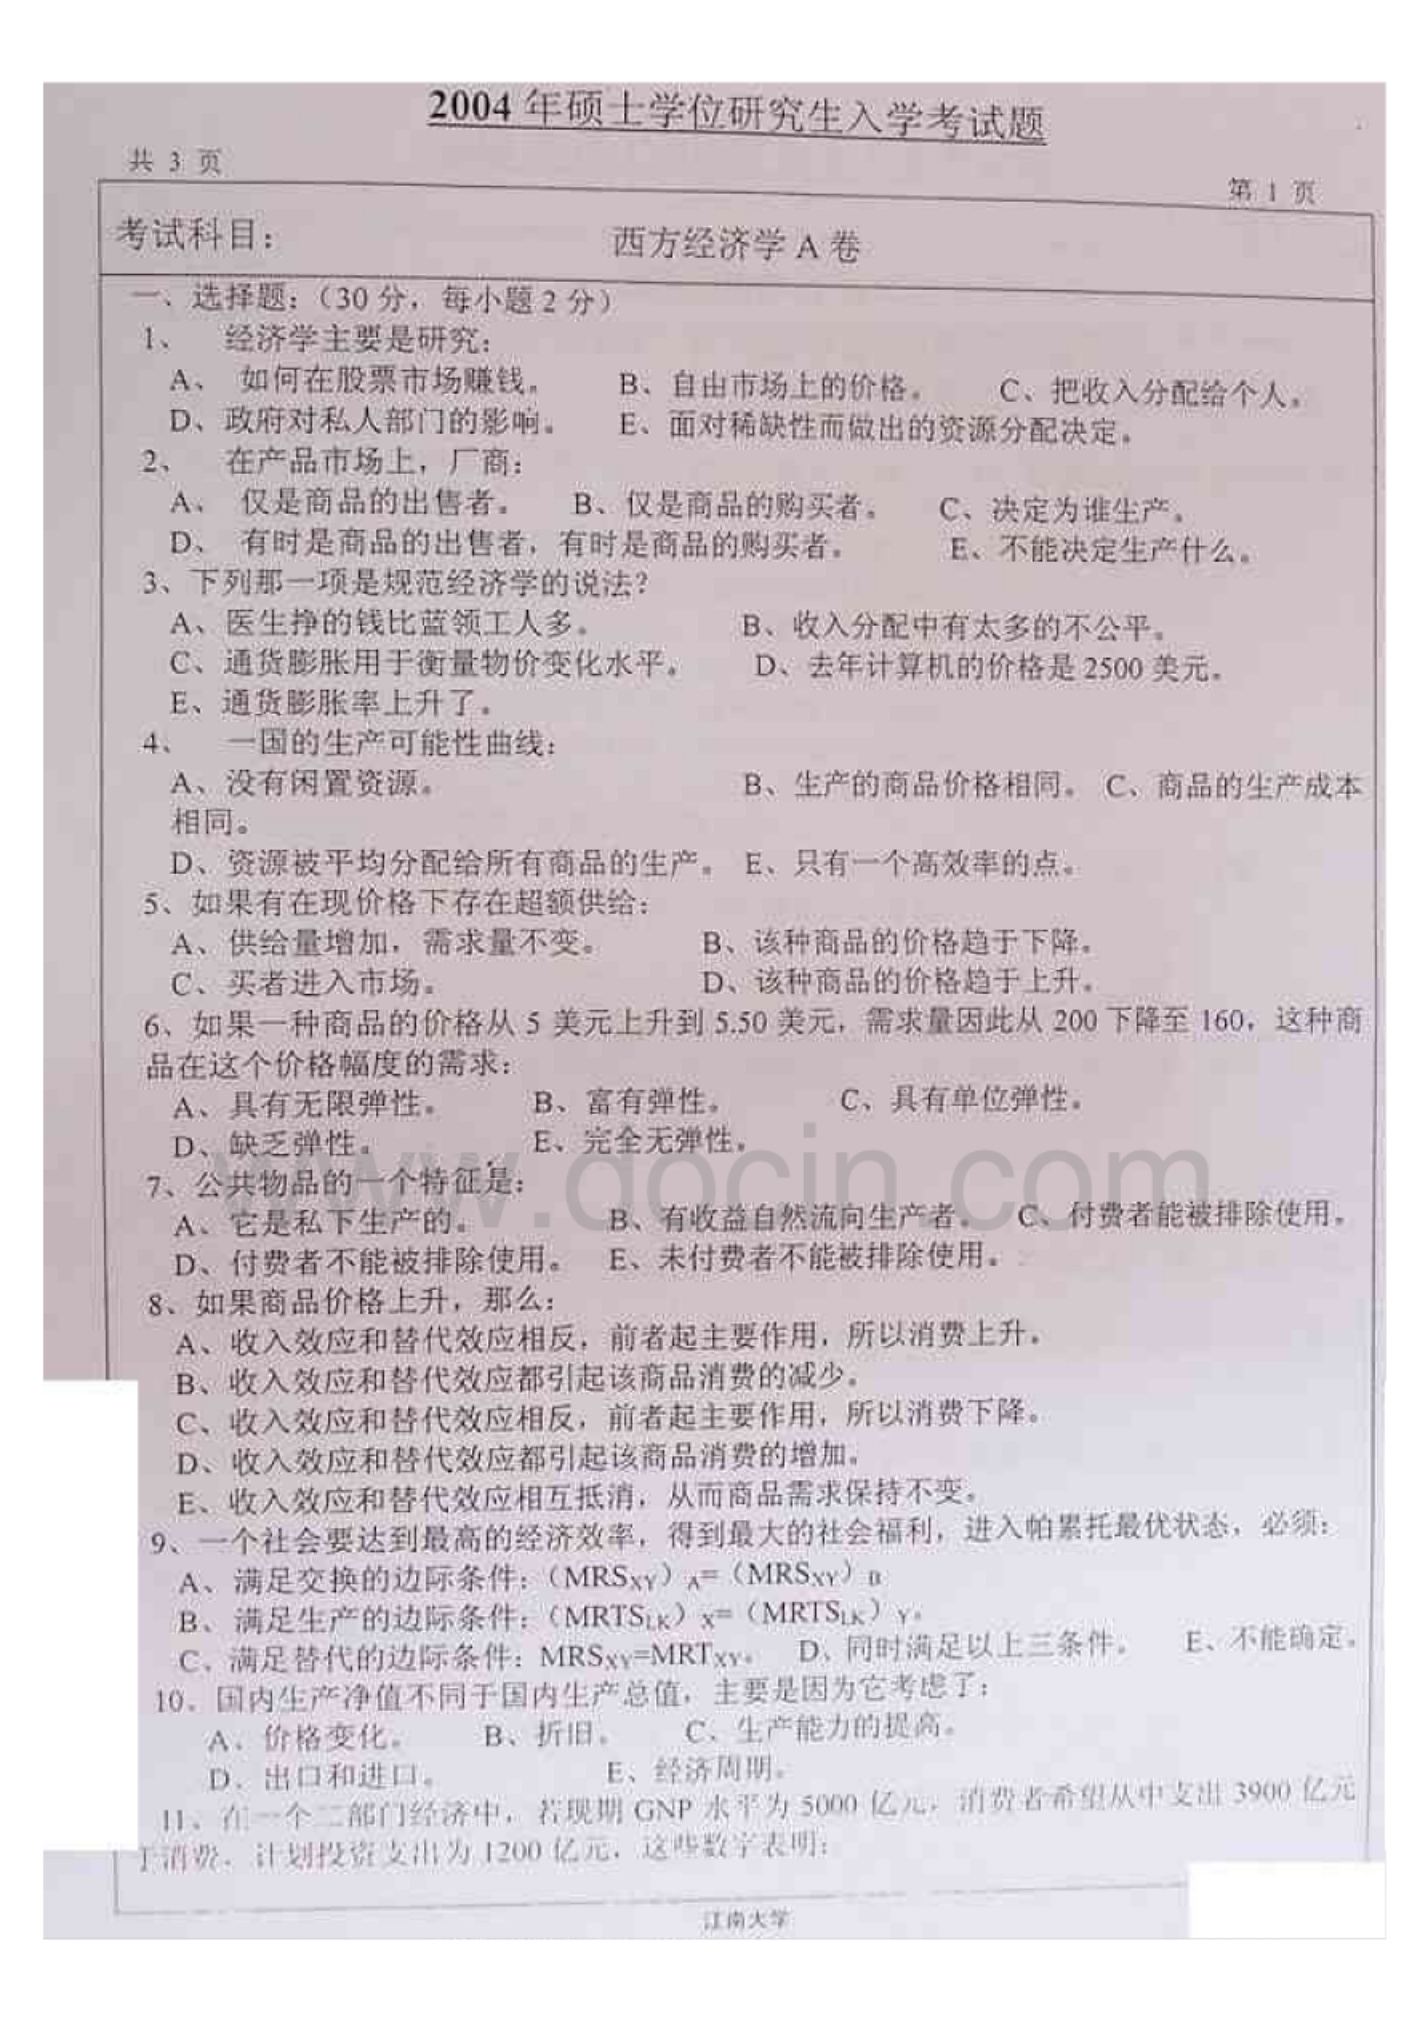 2004 年硕士学位研究生入学考试题
共 3 页
第 1 页
考试科目： 西方经济学 A 卷
一、选择题：（30 分，每小题 2 分）
1、 经济学主要是研究：
A、 如何在股票市场赚钱。 B、自由市场上的价格。 C、把收入分配给个人。
D、政府对私人部门的影响。 E、面对稀缺性而做出的资源分配决定。
2、 在产品市场上，厂商：
A、 仅是商品的出售者。 B、仅是商品的购买者。 C、决定为谁生产。
D、 有时是商品的出售者，有时是商品的购买者。 E、不能决定生产什么。
3、下列那一项是规范经济学的说法？
A、医生挣的钱比蓝领工人多。 B、收入分配中有太多的不公平。
C、通货膨胀用于衡量物价变化水平。 D、去年计算机的价格是 2500 美元。
E、通货膨胀率上升了。
4、 一国的生产可能性曲线：
A、没有闲置资源。 B、生产的商品价格相同。 C、商品的生产成本
相同。
D、资源被平均分配给所有商品的生产。 E、只有一个高效率的点。
5、如果有在现价格下存在超额供给：
A、供给量增加，需求量不变。 B、该种商品的价格趋于下降。
C、买者进入市场。 D、该种商品的价格趋于上升。
6、如果一种商品的价格从 5 美元上升到 5.50 美元，需求量因此从 200 下降至 160，这种商
品在这个价格幅度的需求：
A、具有无限弹性。 B、富有弹性。 C、具有单位弹性。
D、缺乏弹性。 E、完全无弹性。
www.docin.com
7、公共物品的一个特征是：
A、它是私下生产的。 B、有收益自然流向生产者。 C、付费者能被排除使用。
D、付费者不能被排除使用。 E、未付费者不能被排除使用。
8、如果商品价格上升，那么：
A、收入效应和替代效应相反，前者起主要作用，所以消费上升。
B、收入效应和替代效应都引起该商品消费的减少。
C、收入效应和替代效应相反，前者起主要作用，所以消费下降。
D、收入效应和替代效应都引起该商品消费的增加。
E、收入效应和替代效应相互抵消，从而商品需求保持不变。
9、一个社会要达到最高的经济效率，得到最大的社会福利，进入帕累托最优状态，必须：
A、满足交换的边际条件：（MRSXY）A=（MRSXY）B
B、满足生产的边际条件：（MRTSLK）X=（MRTSLK）Y。
C、满足替代的边际条件：MRSXY=MRTXY。 D、同时满足以上三条件。 E、不能确定。
10、国内生产净值不同于国内生产总值，主要是因为它考虑了：
A、价格变化。 B、折旧。 C、生产能力的提高。
D、出口和进口。 E、经济周期。
11、在一个二部门经济中，若现期 GNP 水平为 5000 亿元，消费者希望从中支出 3900 亿元
于消费，计划投资支出为 1200 亿元，这些数字表明：
江南大学